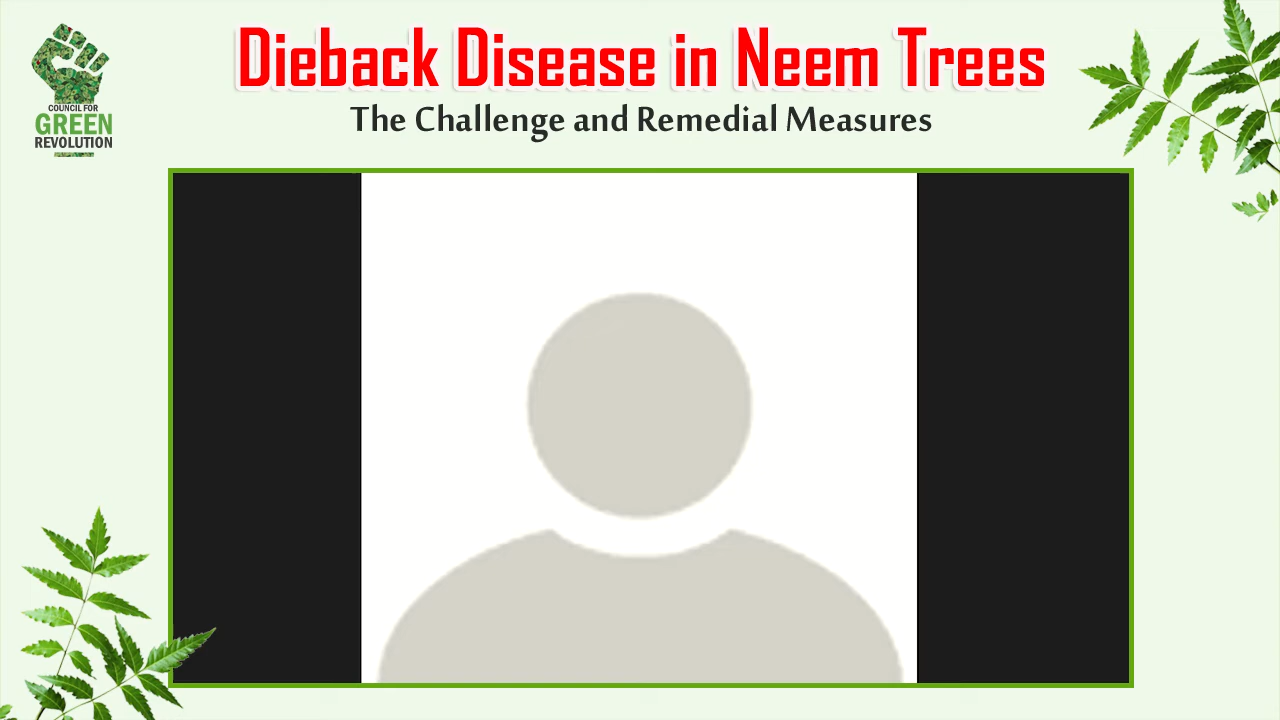 Dieback Disease in Neem Trees
The Challenge and Remedial Measures
COUNCIL FOR
GREEN
REVOLUTION